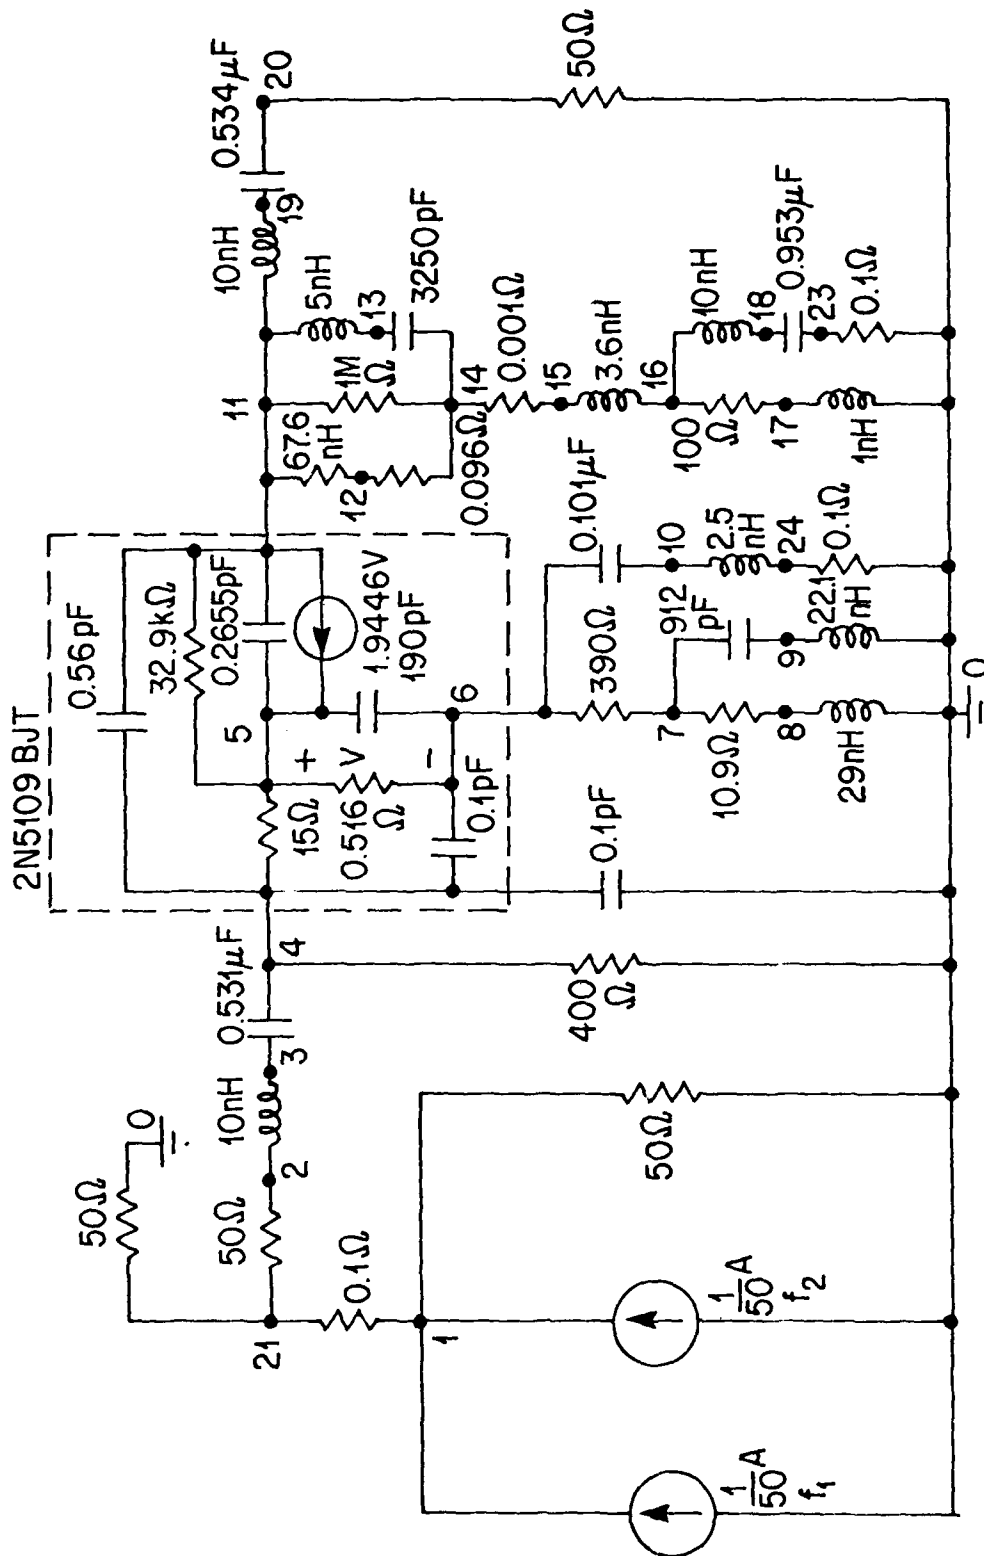 2N5109 BJT
0.56pF
32.9kΩ
0.2655pF
1.9446V
190pF
5
+
V
−
15Ω
0.516
Ω
0.1pF
6
50Ω
0
50Ω
10nH
0.531µF
21
2
3
4
0.1Ω
1
1/50 A
f₁
1/50 A
f₂
50Ω
400
Ω
0.1pF
390Ω
7
10.9Ω
8
29nH
912
pF
9
22.1
nH
0.101µF
10
2.5
nH
24
0.1Ω
0
11
67.6
nH
12
0.096Ω
1M
Ω
5nH
13
3250pF
14
0.001Ω
15
3.6nH
16
100
Ω
17
1nH
10nH
18
0.953µF
23
0.1Ω
10nH
19
0.534µF
20
50Ω